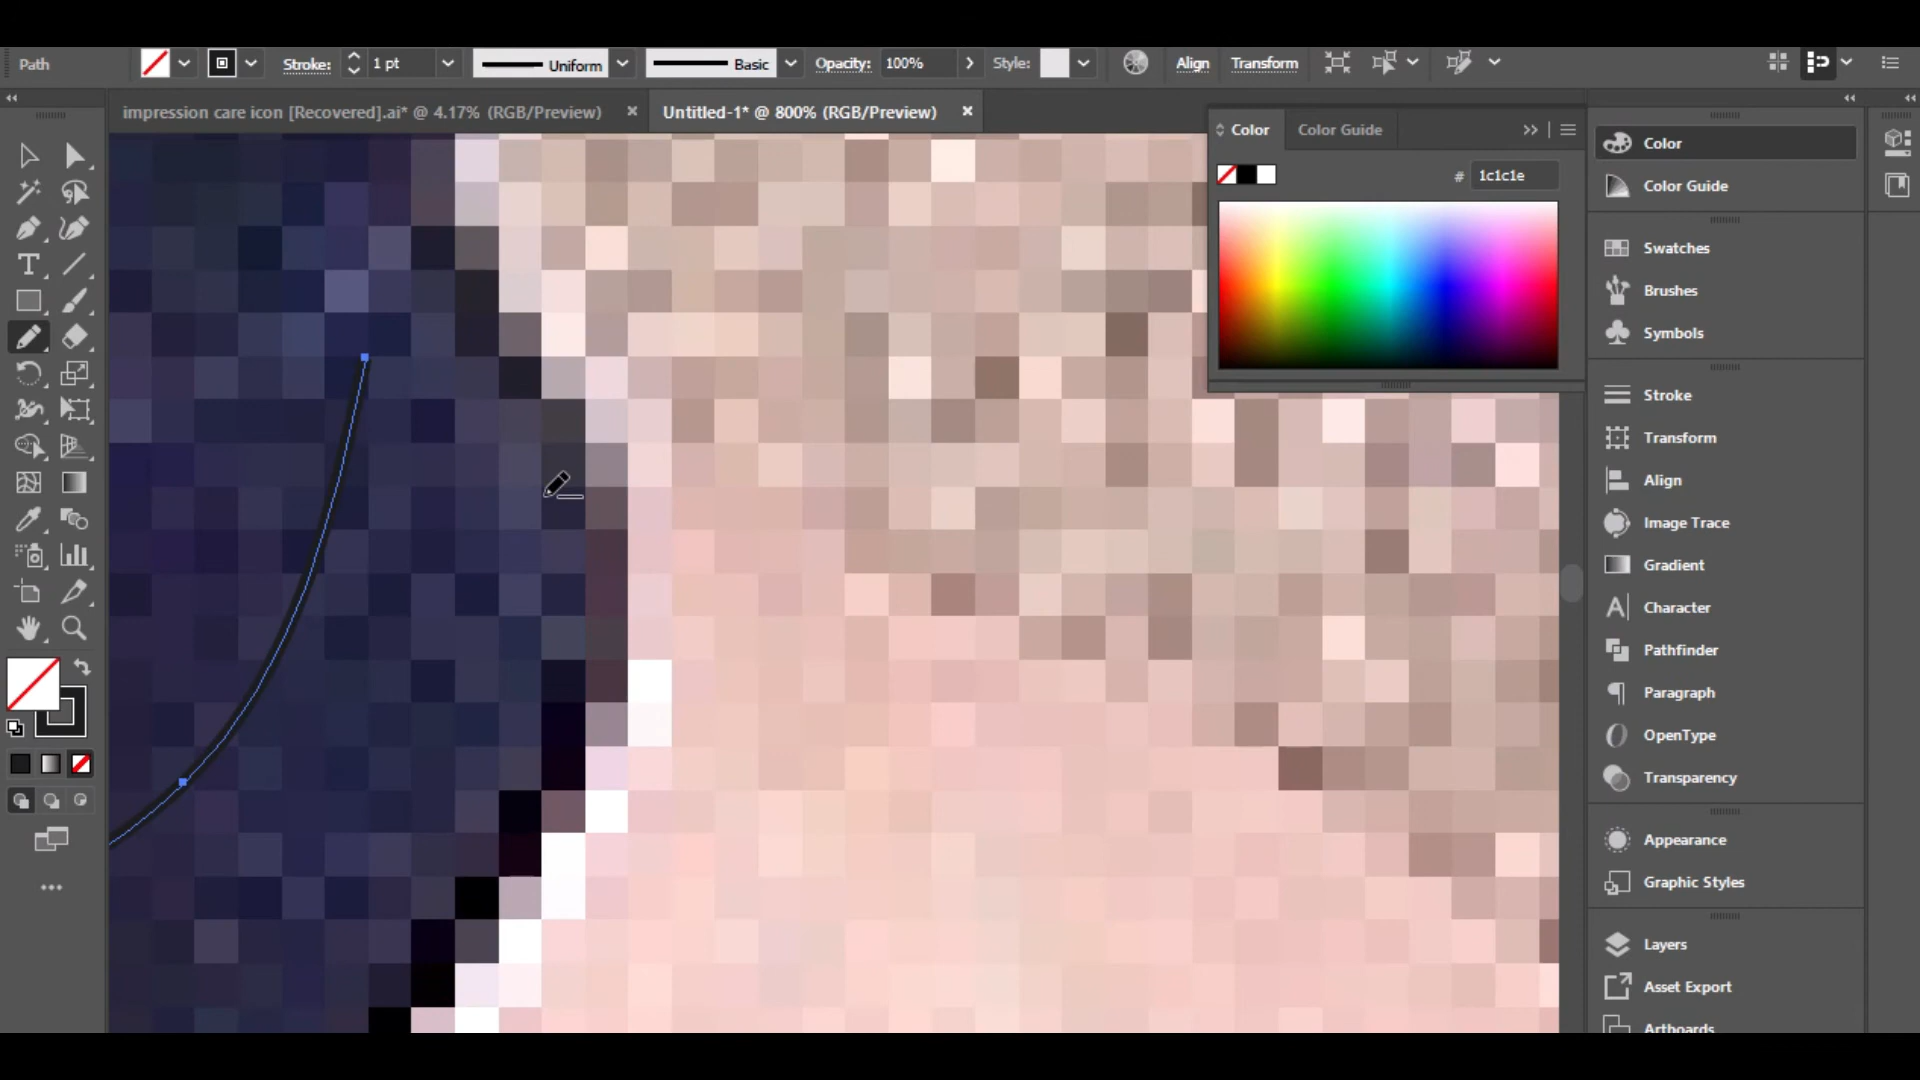 Path
Stroke:
1 pt
Uniform
Basic
Opacity:
100%
Style:
Align
Transform
impression care icon [Recovered].ai* @ 4.17% (RGB/Preview)
Untitled-1* @ 800% (RGB/Preview)
Color
Color Guide
# 1c1c1e
Color
Color Guide
Swatches
Brushes
Symbols
Stroke
Transform
Align
Image Trace
Gradient
Character
Pathfinder
Paragraph
OpenType
Transparency
Appearance
Graphic Styles
Layers
Asset Export
Artboards